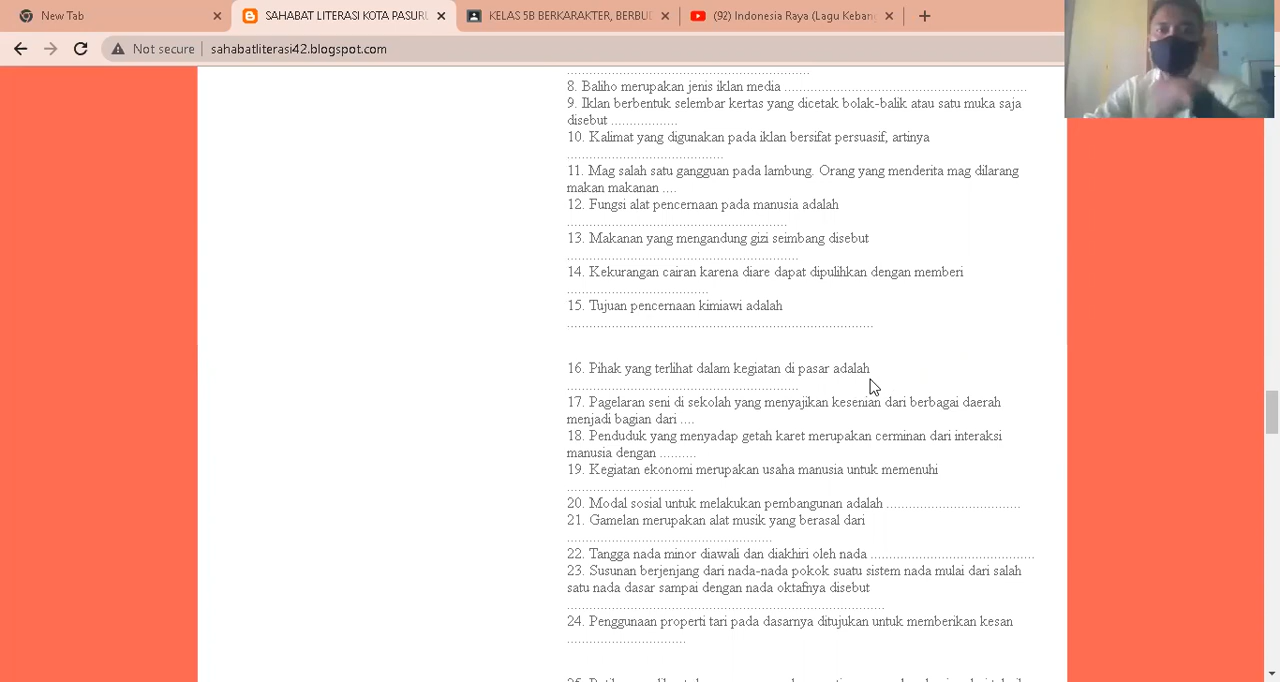 New Tab
SAHABAT LITERASI KOTA PASURU
KELAS 5B BERKARAKTER, BERBUD
(92) Indonesia Raya (Lagu Kebang
Not secure
sahabatliterasi42.blogspot.com
8. Baliho merupakan jenis iklan media ................................................................
9. Iklan berbentuk selembar kertas yang dicetak bolak-balik atau satu muka saja
disebut ..................
10. Kalimat yang digunakan pada iklan bersifat persuasif, artinya
.........................................
11. Mag salah satu gangguan pada lambung. Orang yang menderita mag dilarang
makan makanan ....
12. Fungsi alat pencernaan pada manusia adalah
..........................................................
13. Makanan yang mengandung gizi seimbang disebut
.............................................................
14. Kekurangan cairan karena diare dapat dipulihkan dengan memberi
.....................................
15. Tujuan pencernaan kimiawi adalah
.................................................................................
16. Pihak yang terlihat dalam kegiatan di pasar adalah
.............................................................
17. Pagelaran seni di sekolah yang menyajikan kesenian dari berbagai daerah
menjadi bagian dari ....
18. Penduduk yang menyadap getah karet merupakan cerminan dari interaksi
manusia dengan ..........
19. Kegiatan ekonomi merupakan usaha manusia untuk memenuhi
.................................
20. Modal sosial untuk melakukan pembangunan adalah ....................................
21. Gamelan merupakan alat musik yang berasal dari
......................................................
22. Tangga nada minor diawali dan diakhiri oleh nada ............................................
23. Susunan berjenjang dari nada-nada pokok suatu sistem nada mulai dari salah
satu nada dasar sampai dengan nada oktafnya disebut
....................................................................................
24. Penggunaan properti tari pada dasarnya ditujukan untuk memberikan kesan
...............................